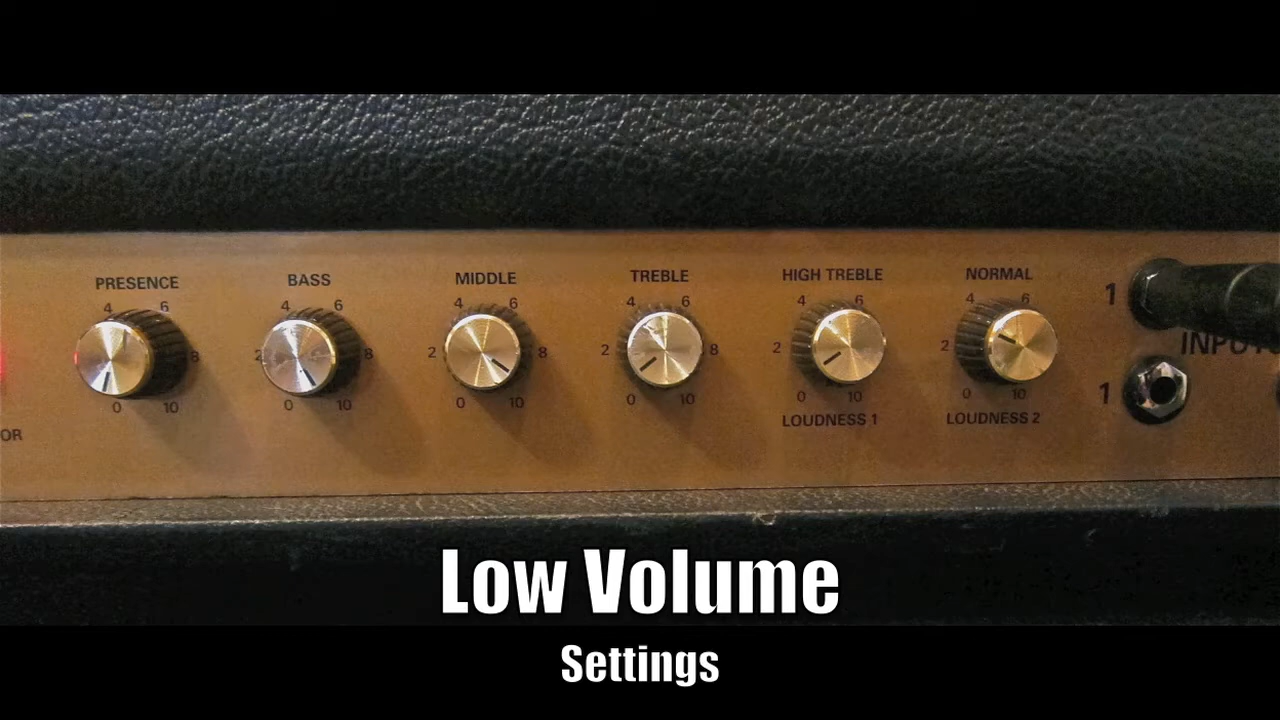 PRESENCE BASS MIDDLE TREBLE HIGH TREBLE NORMAL
4 6 4 6 4 6 4 6 4 6 4 6
1
8 2 8 2 8 2 8 2 2
INPUTS
0 10 0 10 0 10 0 10 0 10 0 10
1
LOUDNESS 1 LOUDNESS 2
OR
Low Volume
Settings